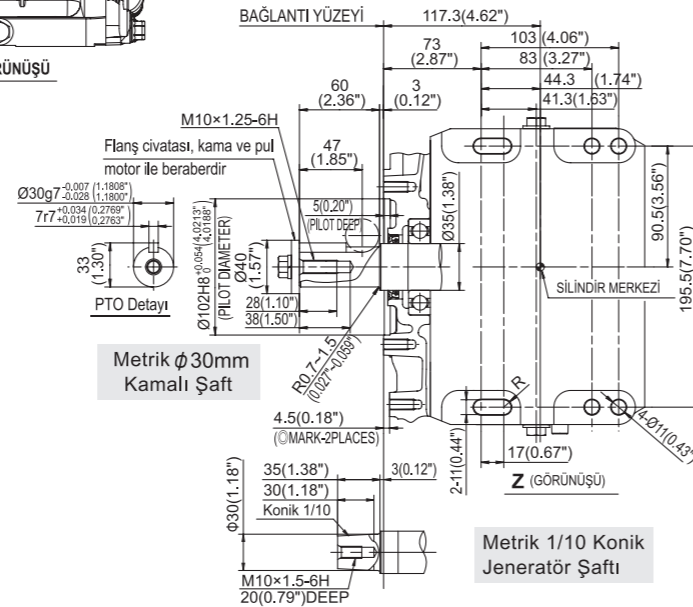 RÜNÜŞÜ
BAĞLANTI YÜZEYİ
117.3(4.62")
103 (4.06")
73
(2.87")
83 (3.27")
60
(2.36")
3
(0.12")
44.3 (1.74")
41.3(1.63")
M10×1.25-6H
47
(1.85")
Flanş civatası, kama ve pul
motor ile beraberdir
Ø30g7 -0.007 (1.1808")
-0.028 (1.1800")
7r7 +0.034 (0.2769")
+0.019 (0.2763")
5(0.20")
(PILOT DEEP)
Ø35(1.38")
90.5(3.56")
195.5(7.70")
33
(1.30")
PTO Detayı
Ø102H8 +0.054 (4.0213")
0 (4.0188")
(PILOT DIAMETER)
Ø40
(1.57")
SİLİNDİR MERKEZİ
28(1.10")
38(1.50")
R0.7~1.5
(0.027"~0.059")
Metrik ϕ30mm
Kamalı Şaft
4.5(0.18")
(◎MARK-2PLACES)
R
2-11(0.44")
17(0.67")
4-Ø11(0.43")
Z (GÖRÜNÜŞÜ)
35(1.38")
3(0.12")
30(1.18")
Konik 1/10
Φ30(1.18")
M10×1.5-6H
20(0.79")DEEP
Metrik 1/10 Konik
Jeneratör Şaftı